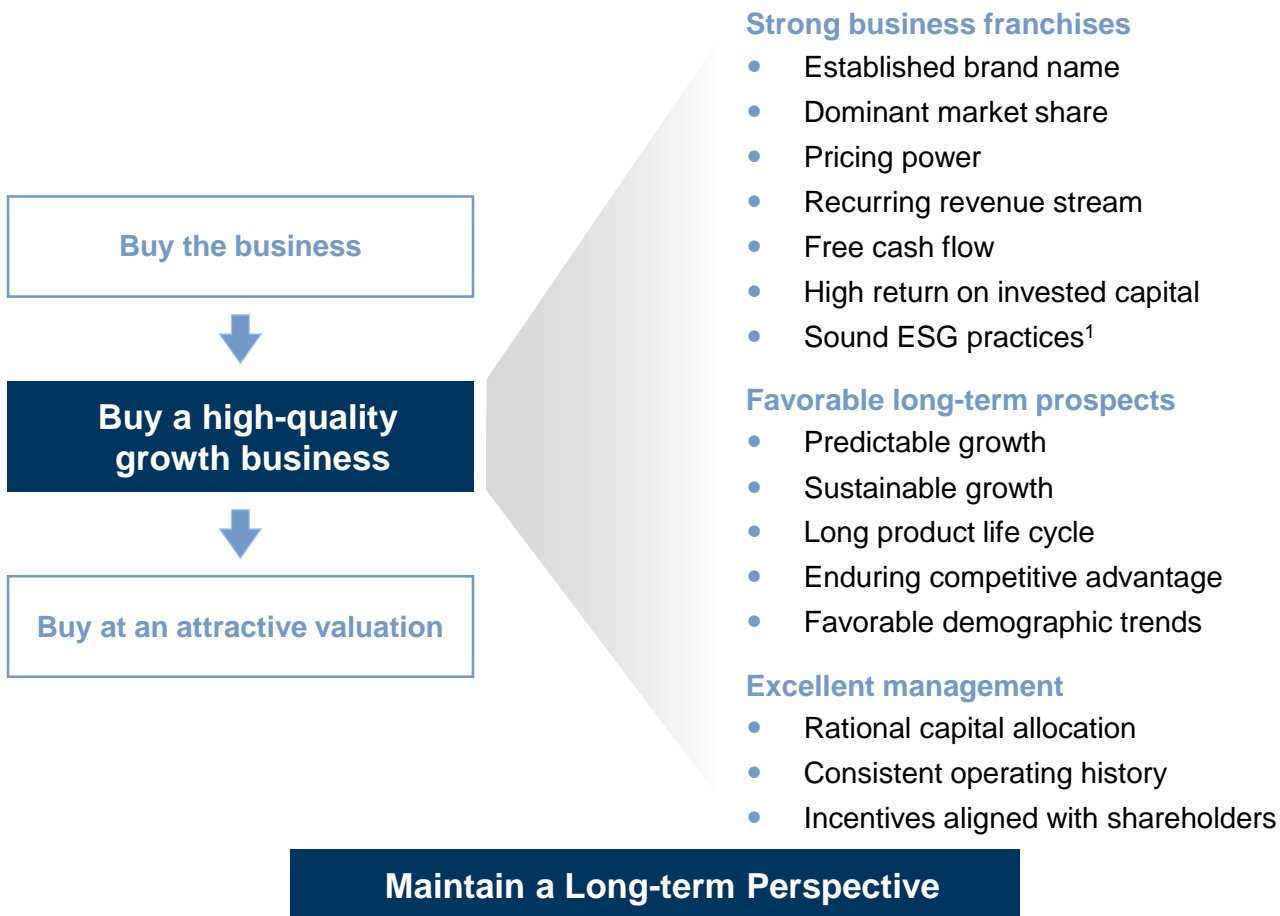 Buy the business
Buy a high-quality
growth business
Buy at an attractive valuation
Strong business franchises
• Established brand name
• Dominant market share
• Pricing power
• Recurring revenue stream
• Free cash flow
• High return on invested capital
• Sound ESG practices¹
Favorable long-term prospects
• Predictable growth
• Sustainable growth
• Long product life cycle
• Enduring competitive advantage
• Favorable demographic trends
Excellent management
• Rational capital allocation
• Consistent operating history
• Incentives aligned with shareholders
Maintain a Long-term Perspective